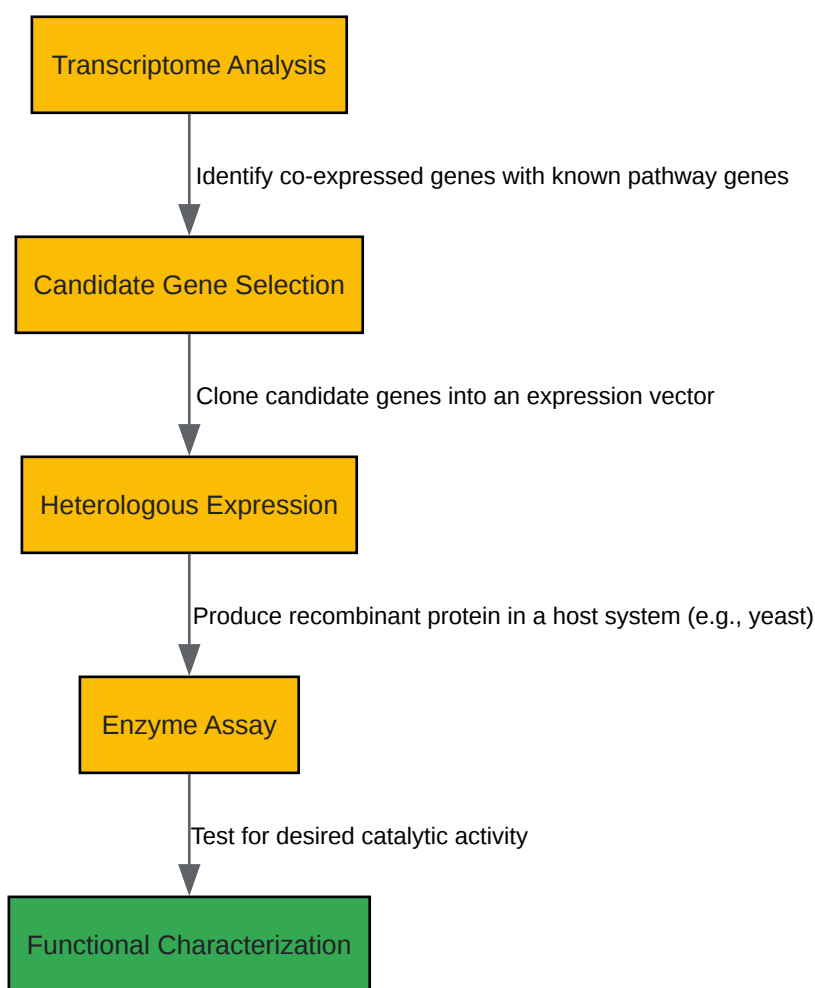 Transcriptome Analysis
Identify co-expressed genes with known pathway genes
Candidate Gene Selection
Clone candidate genes into an expression vector
Heterologous Expression
Produce recombinant protein in a host system (e.g., yeast)
Enzyme Assay
Test for desired catalytic activity
Functional Characterization